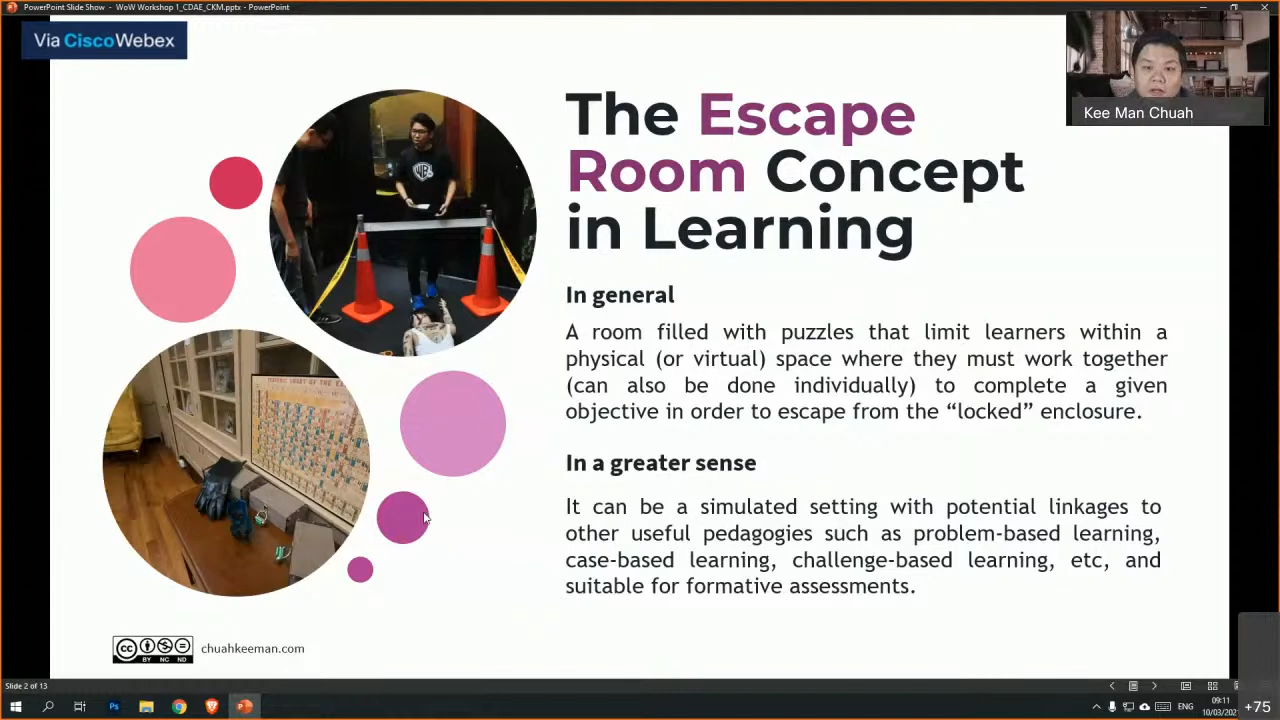 PowerPoint Slide Show - WoW Workshop 1_CDAE_CKM.pptx - PowerPoint
Via CiscoWebex
Kee Man Chuah
The Escape
Room Concept
in Learning
In general
A room filled with puzzles that limit learners within a
physical (or virtual) space where they must work together
(can also be done individually) to complete a given
objective in order to escape from the “locked” enclosure.
In a greater sense
It can be a simulated setting with potential linkages to
other useful pedagogies such as problem-based learning,
case-based learning, challenge-based learning, etc, and
suitable for formative assessments.
cc
BY NC ND
chuahkeeman.com
Slide 2 of 13
Ps
ENG
09:11
+75